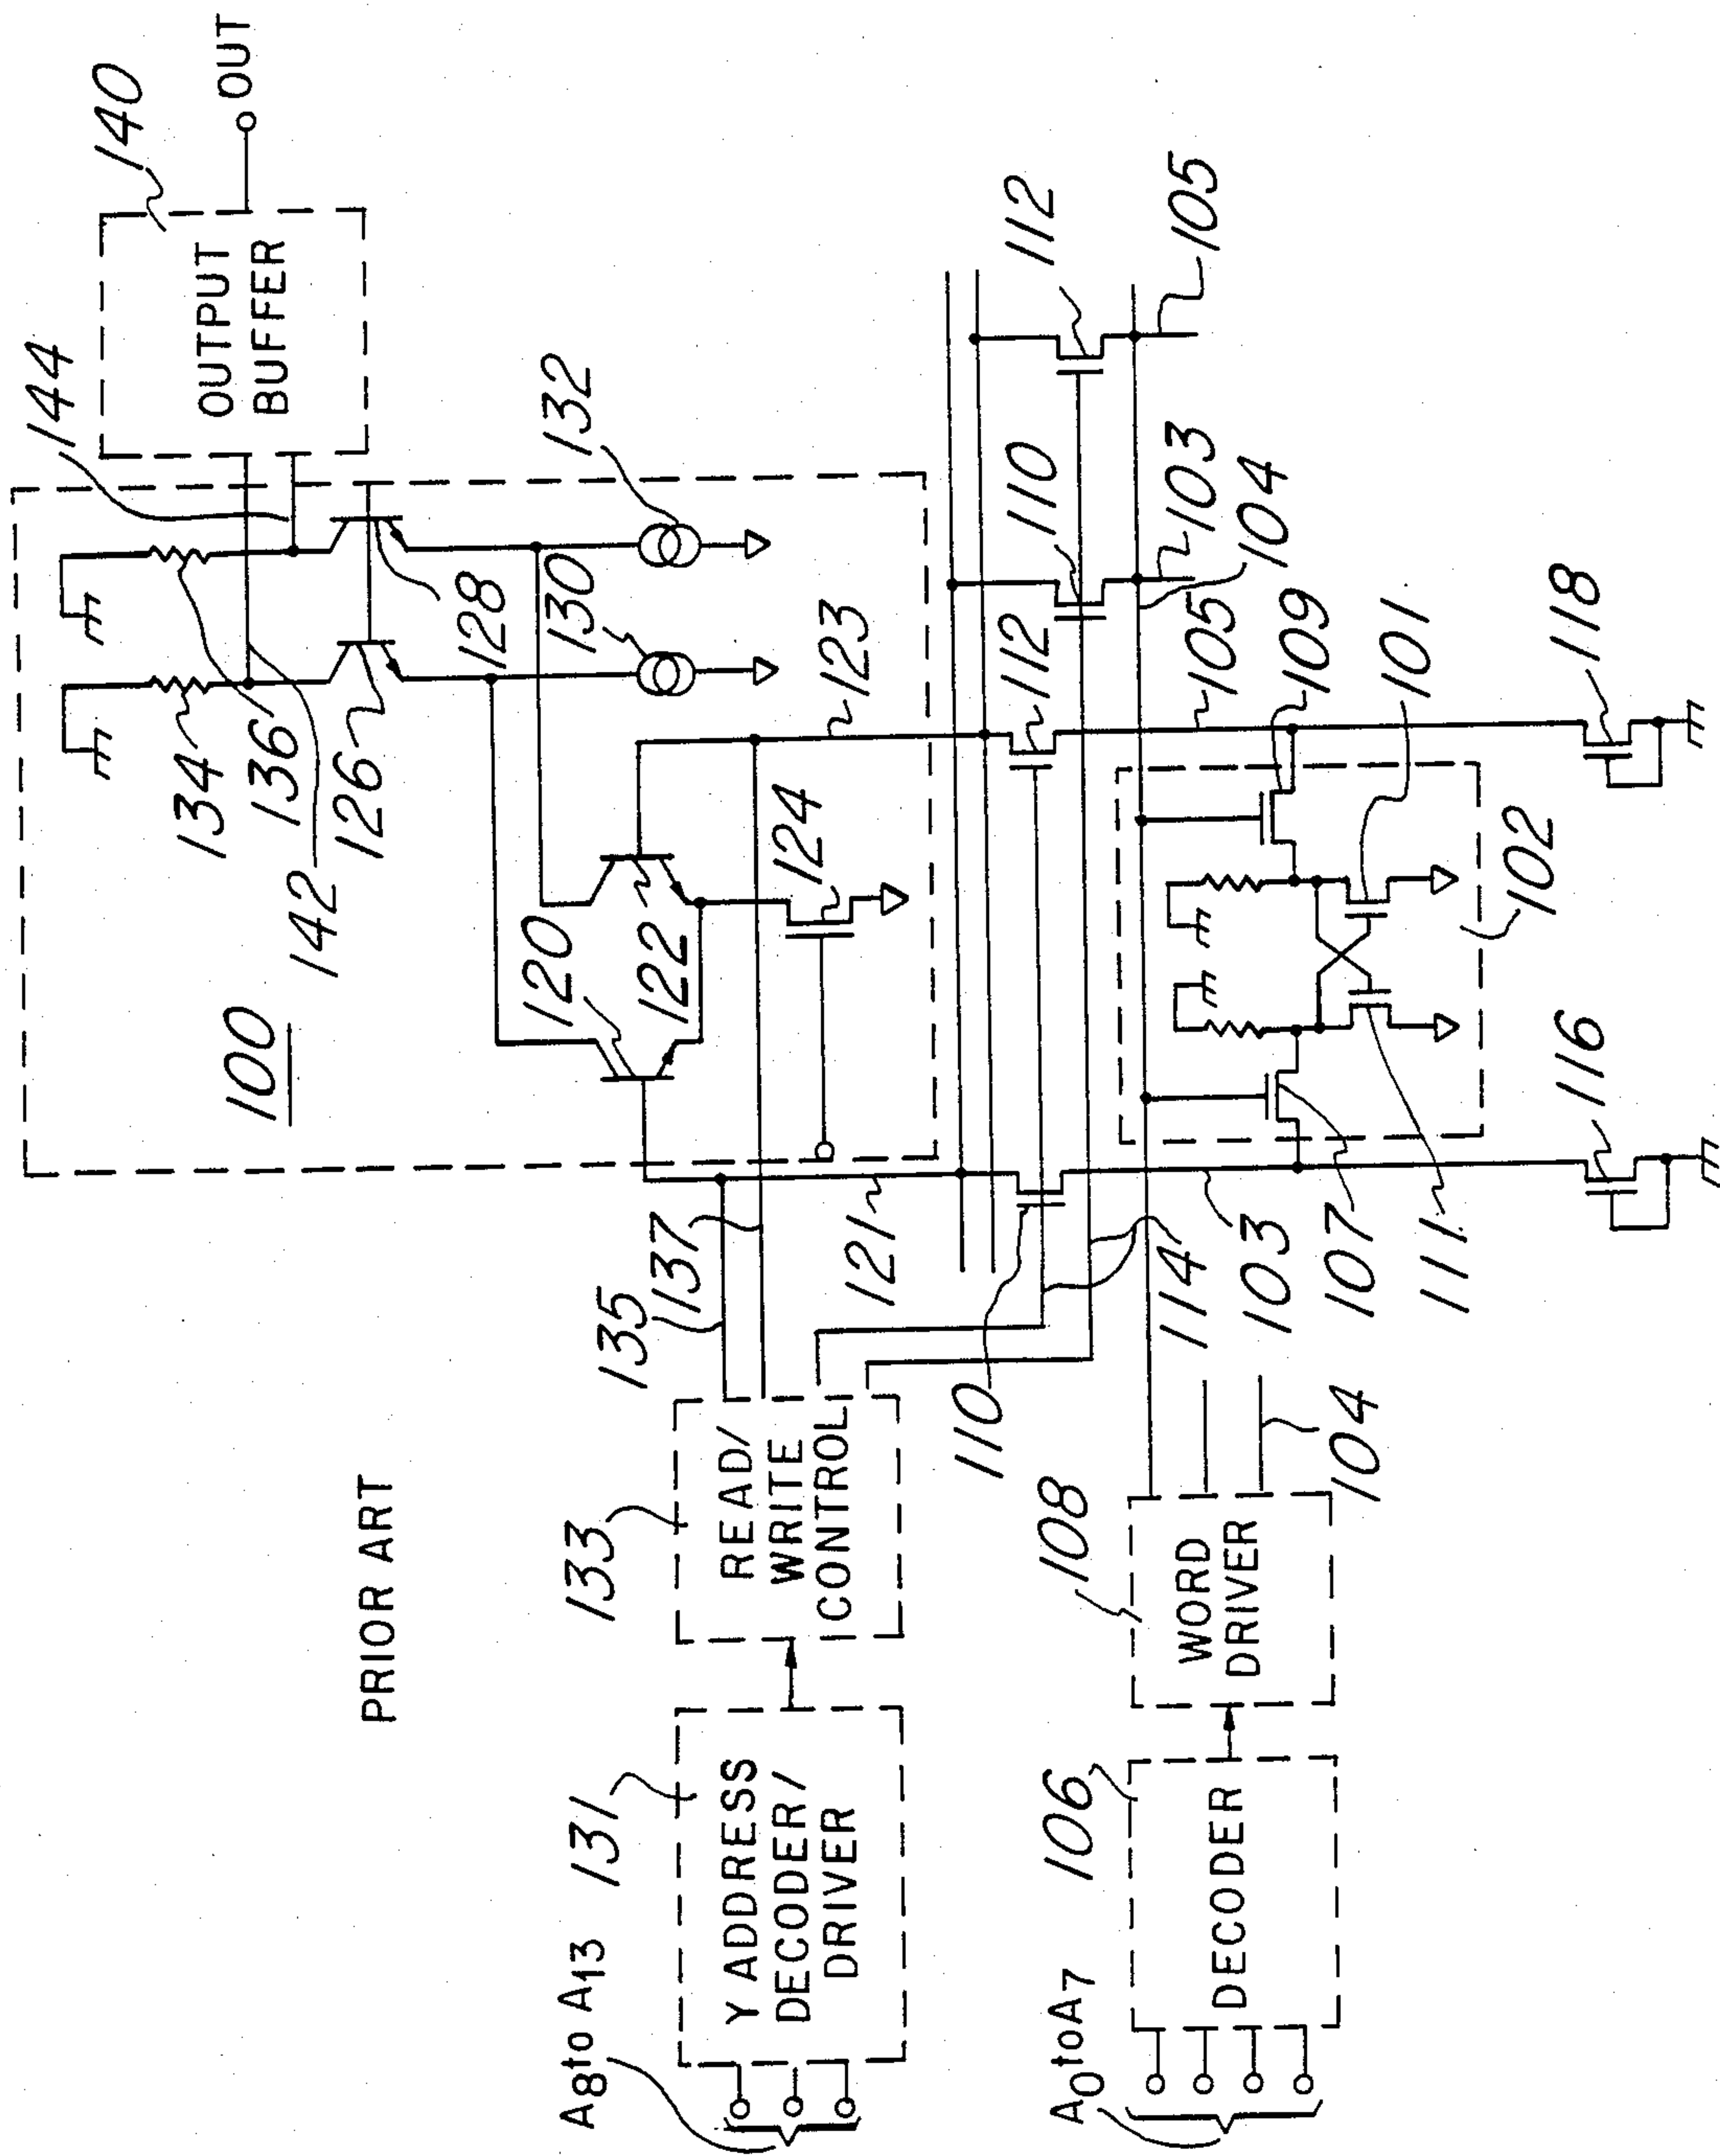 PRIOR ART
100
140
OUTPUT
BUFFER
OUT
144
134
136
142
126
128
130
132
120
122
124
123
135
137
121
133
READ/
WRITE
CONTROL
131
Y ADDRESS
DECODER/
DRIVER
A8 to A13
110
112
110
112
114
103
105
103
104
105
109
101
102
107
111
116
118
108
WORD
DRIVER
104
106
DECODER
A0 to A7